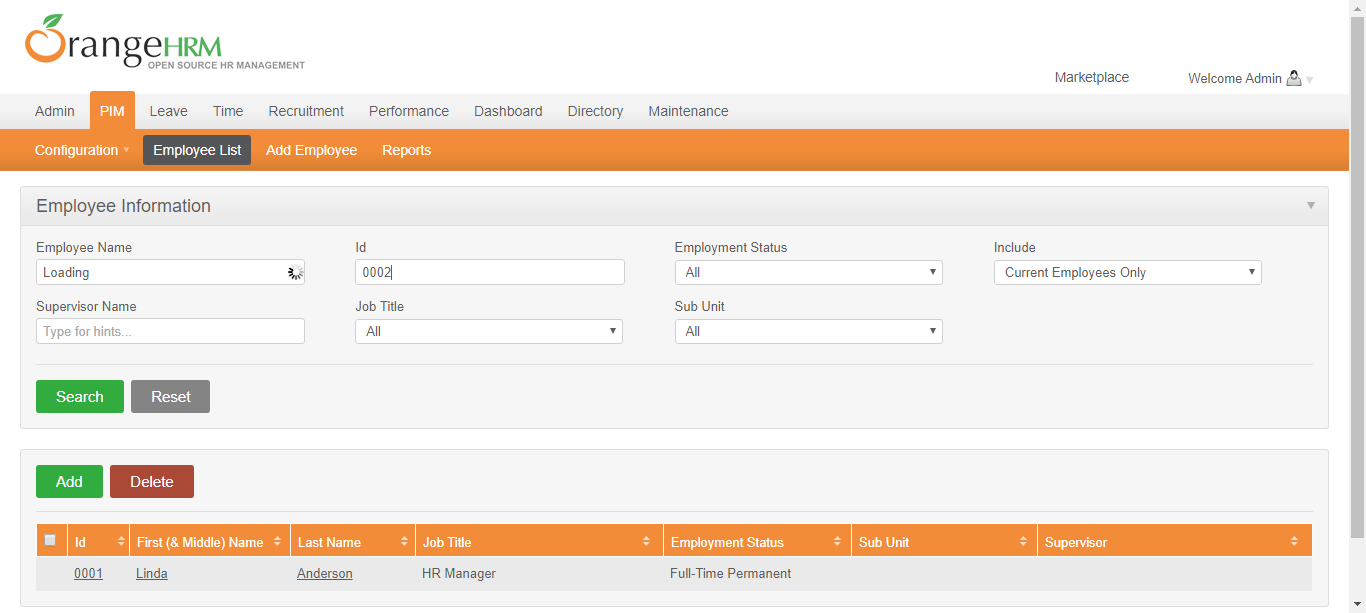 OrangeHRM
OPEN SOURCE HR MANAGEMENT
Marketplace Welcome Admin
Admin PIM Leave Time Recruitment Performance Dashboard Directory Maintenance
Configuration Employee List Add Employee Reports
Employee Information
Employee Name Id Employment Status Include
Loading 0002 All Current Employees Only
Supervisor Name Job Title Sub Unit
Type for hints... All All
Search Reset
Add Delete
Id First (& Middle) Name Last Name Job Title Employment Status Sub Unit Supervisor
0001 Linda Anderson HR Manager Full-Time Permanent